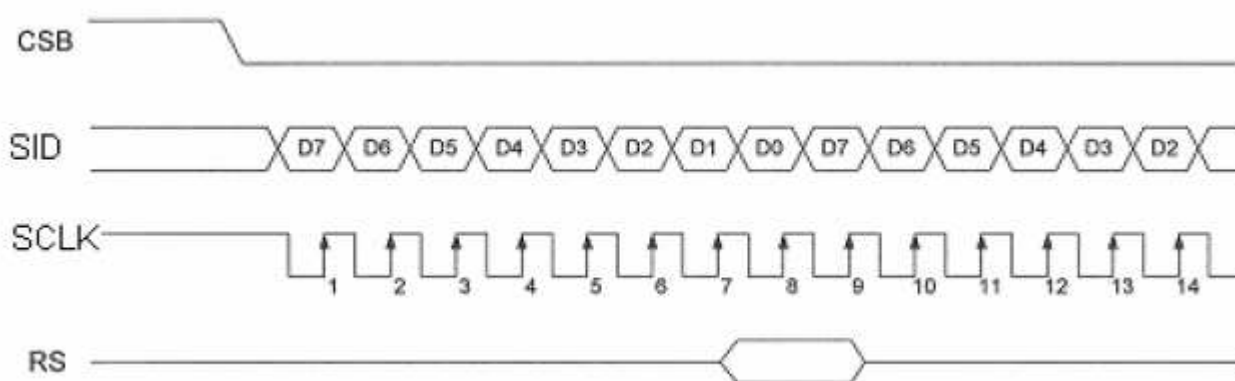 CSB
SID D7 D6 D5 D4 D3 D2 D1 D0 D7 D6 D5 D4 D3 D2
SCLK
1 2 3 4 5 6 7 8 9 10 11 12 13 14
RS